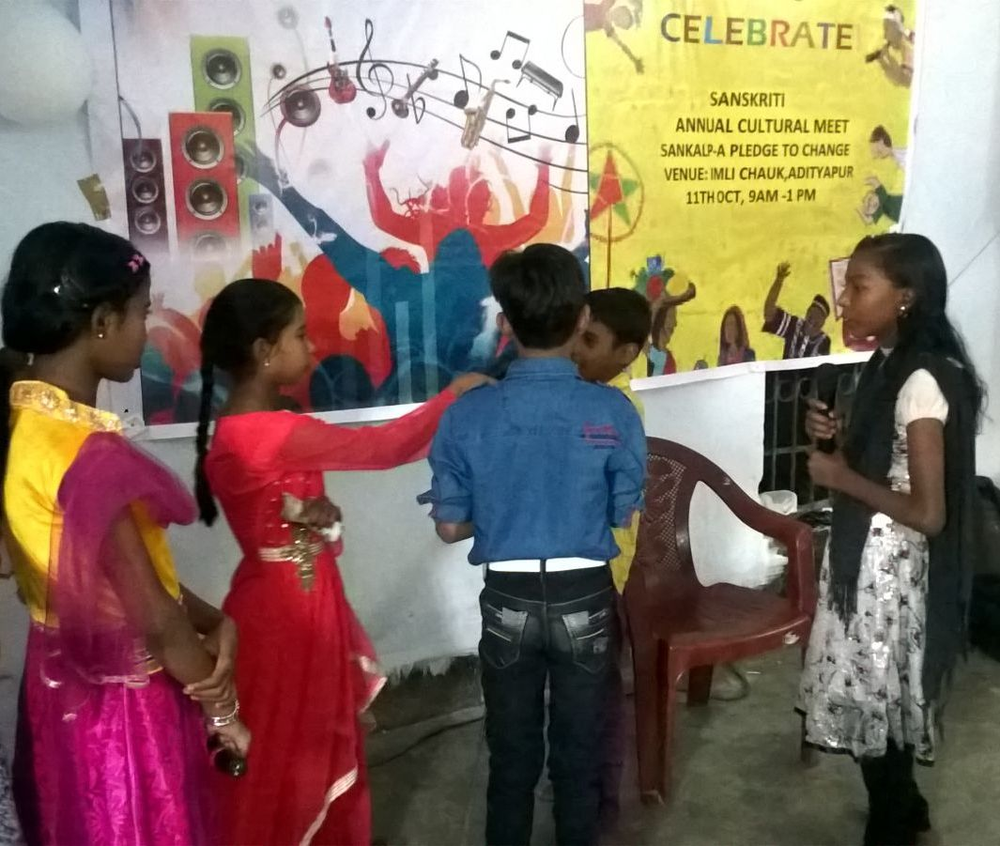 CELEBRATE
SANSKRITI
ANNUAL CULTURAL MEET
SANKALP-A PLEDGE TO CHANGE
VENUE: IMLI CHAUK,ADITYAPUR
11TH OCT, 9AM -1 PM